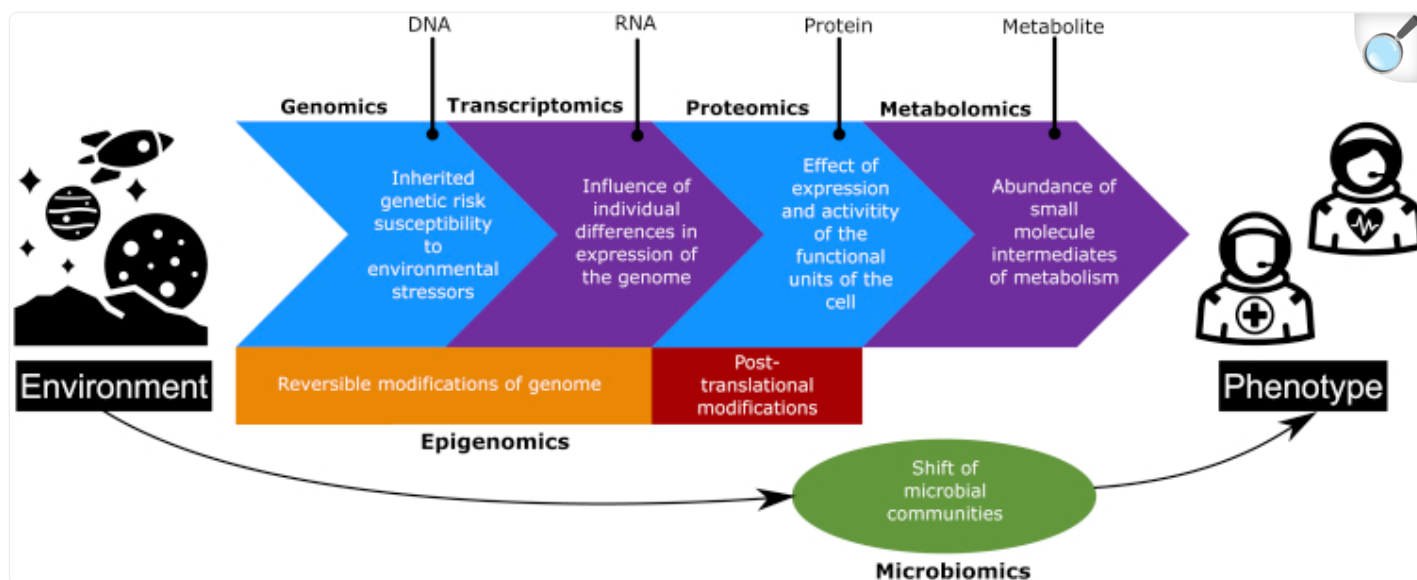 DNA
RNA
Protein
Metabolite
Genomics
Transcriptomics
Proteomics
Metabolomics
Inherited
genetic risk
susceptibility
to
environmental
stressors
Influence of
individual
differences in
expression of
the genome
Effect of
expression
and activitity
of the
functional
units of the
cell
Abundance of
small
molecule
intermediates
of metabolism
Environment
Reversible modifications of genome
Post-
translational
modifications
Phenotype
Epigenomics
Shift of
microbial
communities
Microbiomics